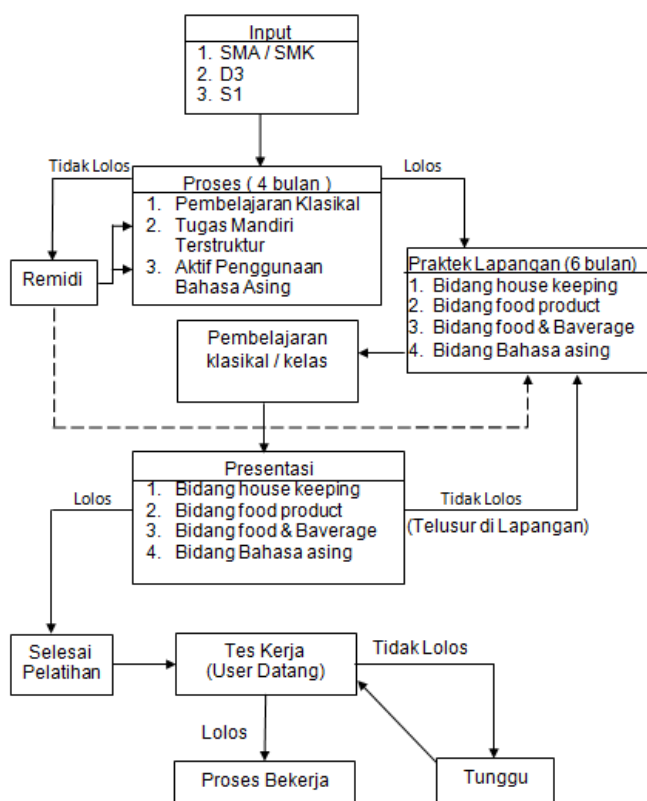 Input
1. SMA / SMK
2. D3
3. S1
Tidak Lolos
Lolos
Proses ( 4 bulan )
1. Pembelajaran Klasikal
2. Tugas Mandiri
Terstruktur
3. Aktif Penggunaan
Bahasa Asing
Remidi
Praktek Lapangan (6 bulan)
1. Bidang house keeping
2. Bidang food product
3. Bidang food & Baverage
4. Bidang Bahasa asing
Pembelajaran
klasikal / kelas
Presentasi
1. Bidang house keeping
2. Bidang food product
3. Bidang food & Baverage
4. Bidang Bahasa asing
Lolos
Tidak Lolos
(Telusur di Lapangan)
Selesai
Pelatihan
Tes Kerja
(User Datang)
Tidak Lolos
Lolos
Proses Bekerja
Tunggu